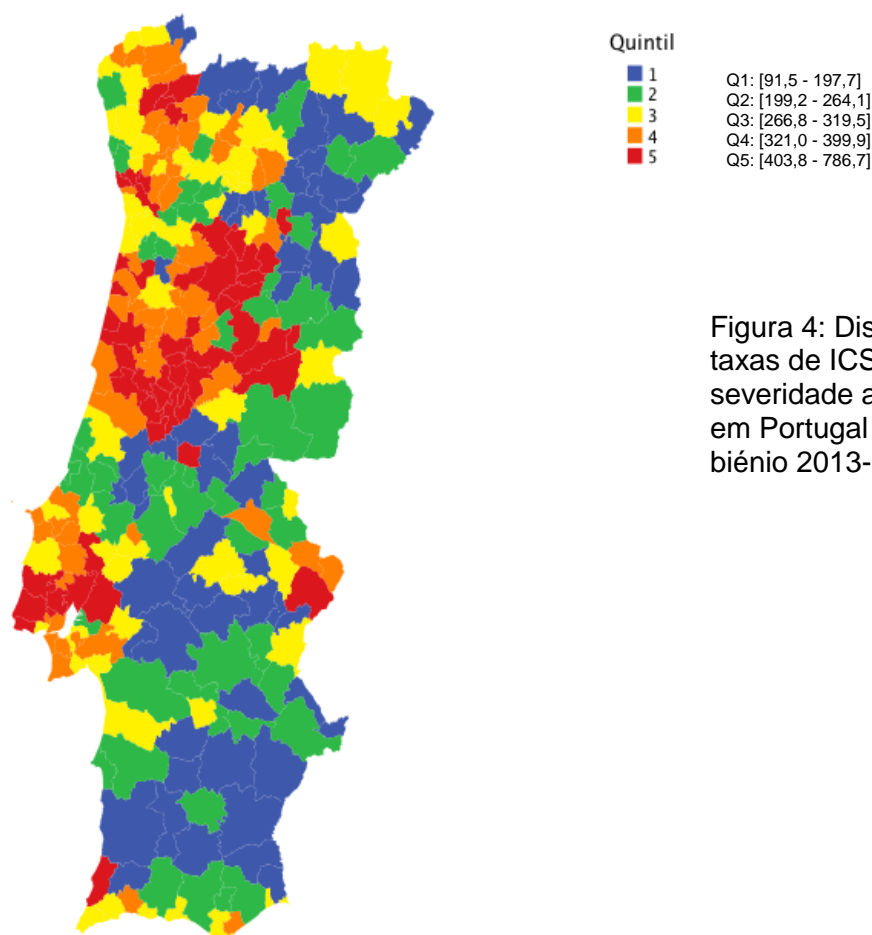 Quintil
1
2
3
4
5
Q1: [91,5 - 197,7]
Q2: [199,2 - 264,1]
Q3: [266,8 - 319,5]
Q4: [321,0 - 399,9]
Q5: [403,8 - 786,7]
Figura 4: Dis
taxas de ICS
severidade a
em Portugal
biénio 2013-